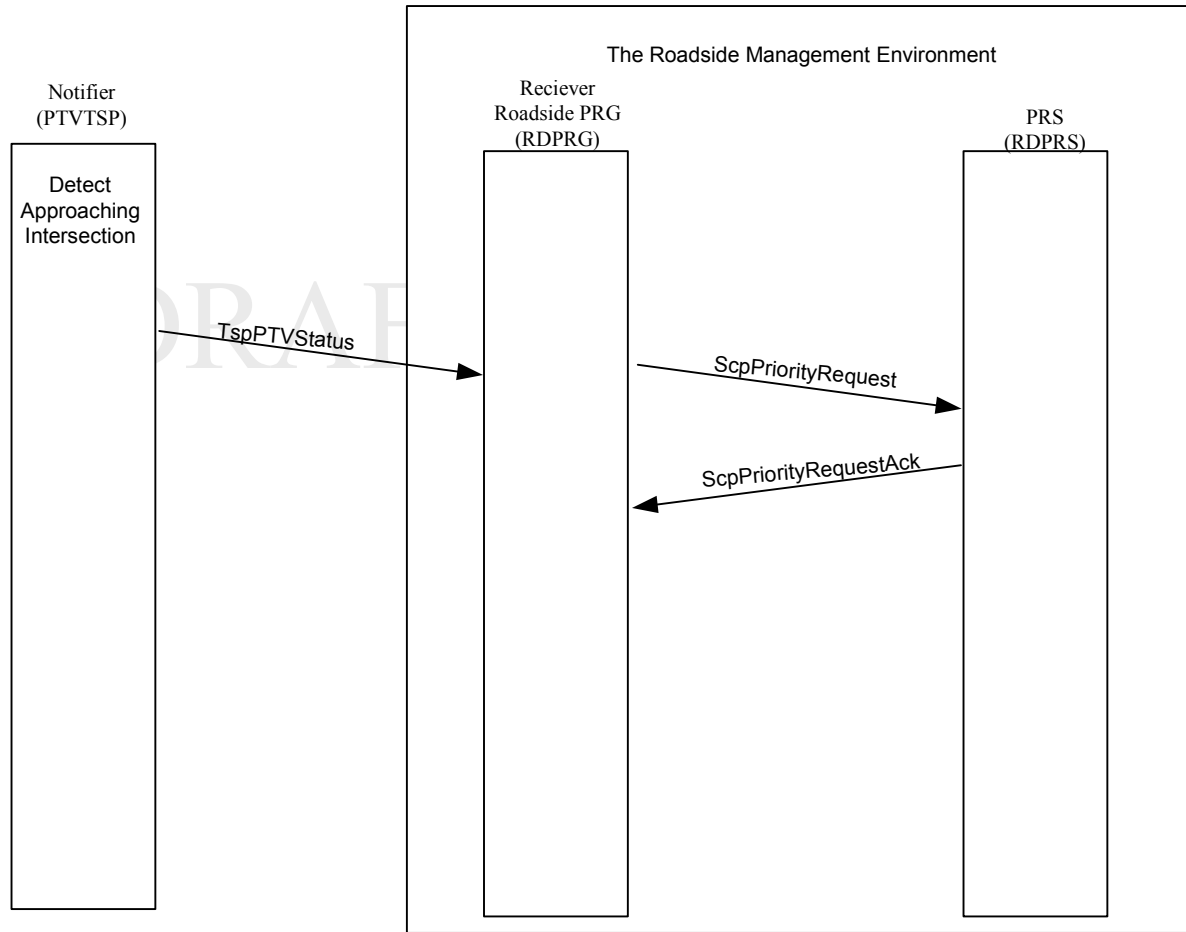 The Roadside Management Environment
Notifier
(PTVTSP)
Reciever
Roadside PRG
(RDPRG)
PRS
(RDPRS)
Detect
Approaching
Intersection
TspPTVStatus
ScpPriorityRequest
ScpPriorityRequestAck